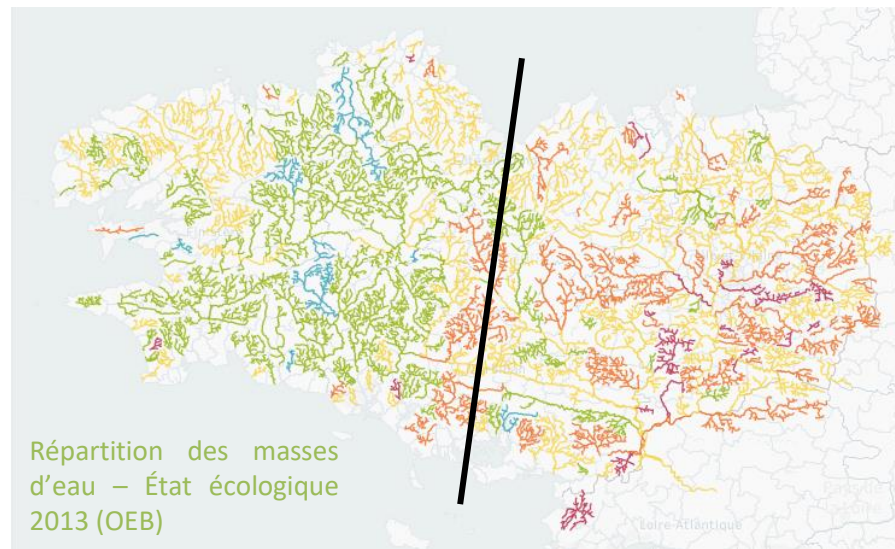 Répartition des masses
d'eau – État écologique
2013 (OEB)
Loire-Atlantique